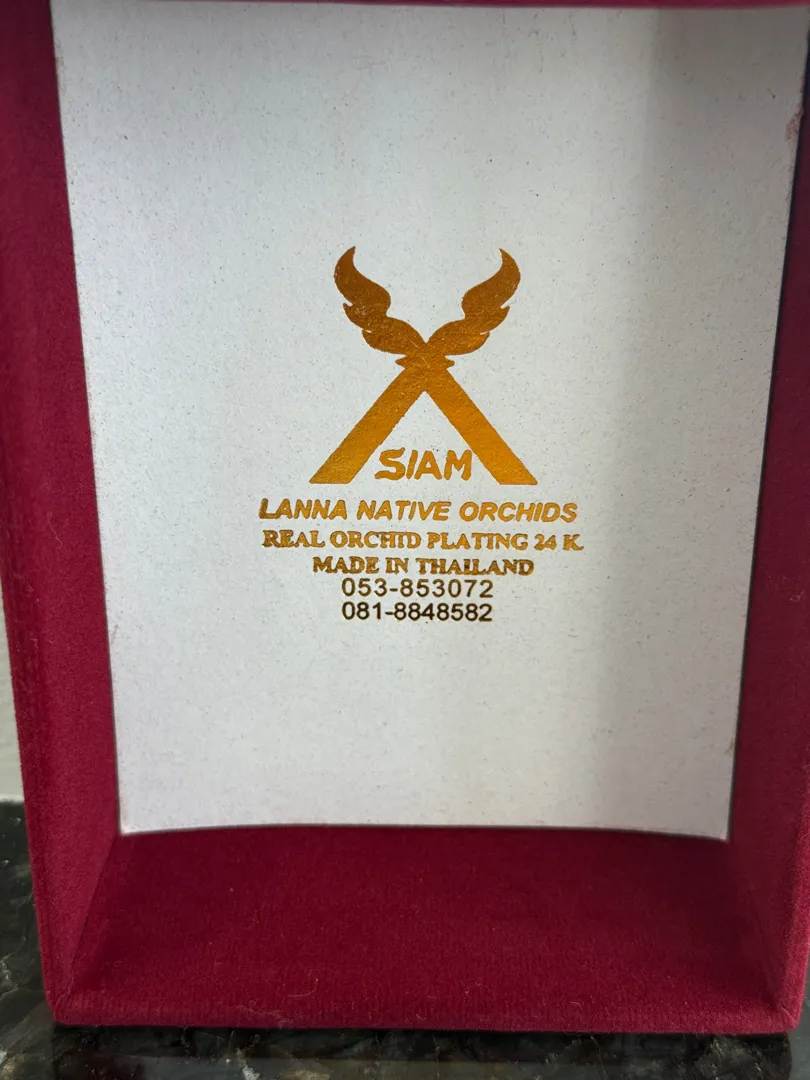 SIAM
LANNA NATIVE ORCHIDS
REAL ORCHID PLATING 24 K.
MADE IN THAILAND
053-853072
081-8848582